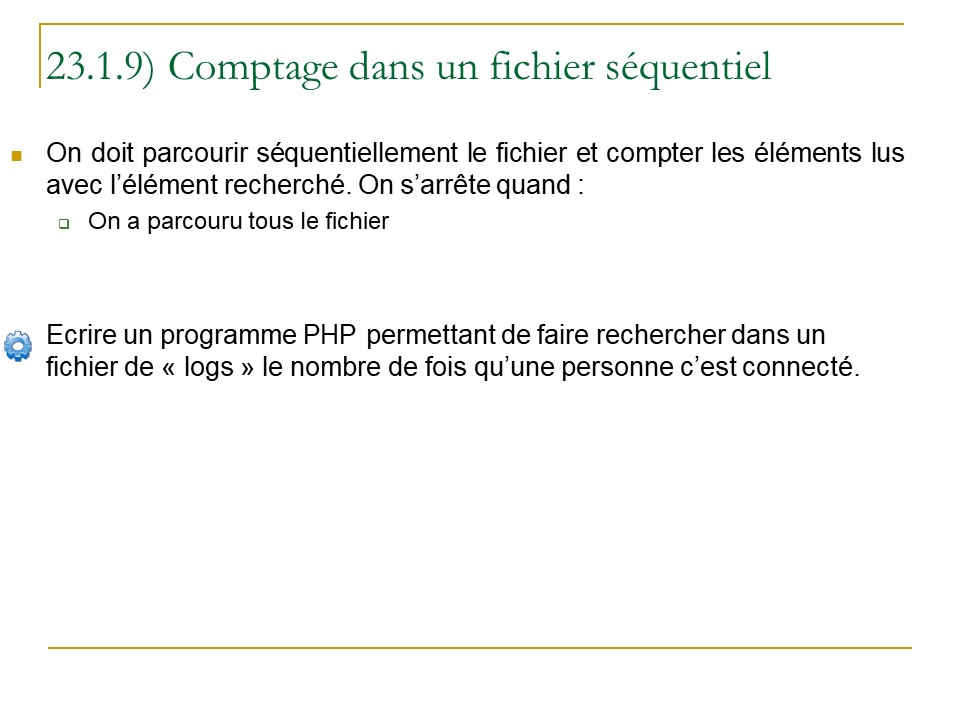 23.1.9) Comptage dans un fichier séquentiel
On doit parcourir séquentiellement le fichier et compter les éléments lus
avec l’élément recherché. On s’arrête quand :
On a parcouru tous le fichier
Ecrire un programme PHP permettant de faire rechercher dans un
fichier de « logs » le nombre de fois qu’une personne c’est connecté.